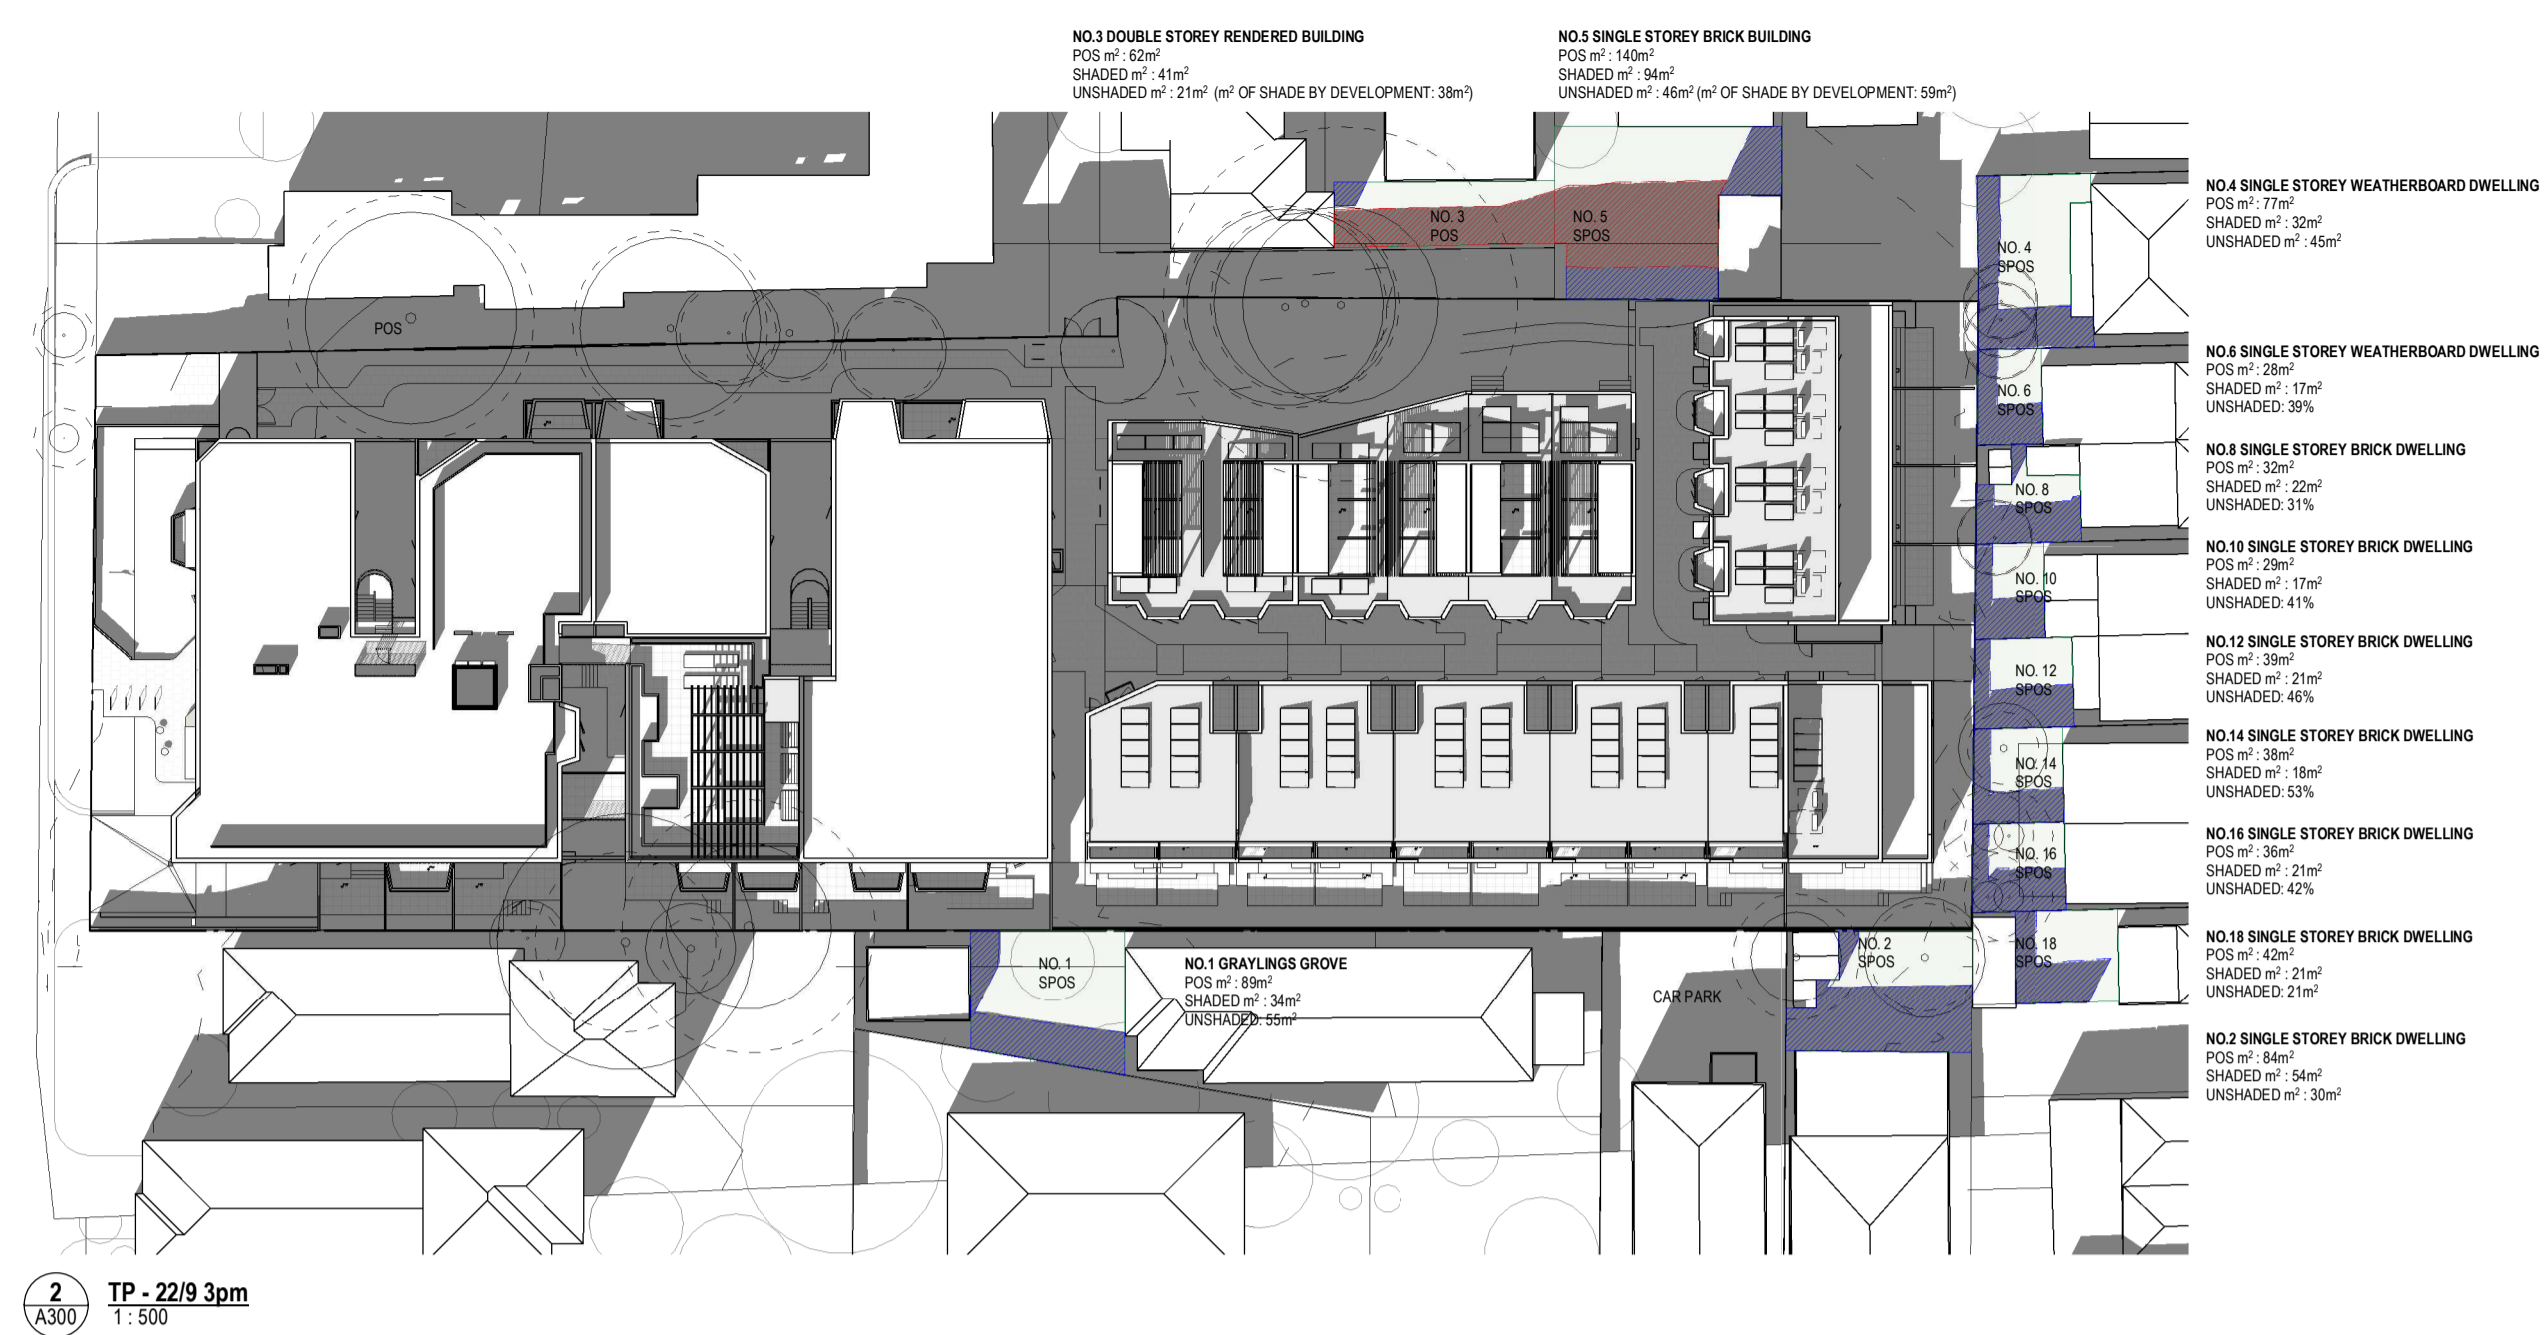 NO.3 DOUBLE STOREY RENDERED BUILDING
POS m² : 62m²
SHADED m² : 41m²
UNSHADED m² : 21m² (m² OF SHADE BY DEVELOPMENT: 38m²)
NO.5 SINGLE STOREY BRICK BUILDING
POS m² : 140m²
SHADED m² : 94m²
UNSHADED m² : 46m² (m² OF SHADE BY DEVELOPMENT: 59m²)
NO.4 SINGLE STOREY WEATHERBOARD DWELLING
POS m² : 77m²
SHADED m² : 32m²
UNSHADED m² : 45m²
NO. 3
POS
NO. 5
SPOS
NO. 4
SPOS
POS
NO.6 SINGLE STOREY WEATHERBOARD DWELLING
POS m² : 28m²
SHADED m² : 17m²
UNSHADED: 39%
NO. 6
SPOS
NO.8 SINGLE STOREY BRICK DWELLING
POS m² : 32m²
SHADED m² : 22m²
UNSHADED: 31%
NO. 8
SPOS
NO.10 SINGLE STOREY BRICK DWELLING
POS m² : 29m²
SHADED m² : 17m²
UNSHADED: 41%
NO. 10
SPOS
NO.12 SINGLE STOREY BRICK DWELLING
POS m² : 39m²
SHADED m² : 21m²
UNSHADED: 46%
NO. 12
SPOS
NO.14 SINGLE STOREY BRICK DWELLING
POS m² : 38m²
SHADED m² : 18m²
UNSHADED: 53%
NO. 14
SPOS
NO.16 SINGLE STOREY BRICK DWELLING
POS m² : 36m²
SHADED m² : 21m²
UNSHADED: 42%
NO. 16
SPOS
NO.18 SINGLE STOREY BRICK DWELLING
POS m² : 42m²
SHADED m² : 21m²
UNSHADED: 21m²
NO. 2
SPOS
NO. 18
SPOS
NO. 1
SPOS
NO.1 GRAYLINGS GROVE
POS m² : 89m²
SHADED m² : 34m²
UNSHADED: 55m²
CAR PARK
NO.2 SINGLE STOREY BRICK DWELLING
POS m² : 84m²
SHADED m² : 54m²
UNSHADED m² : 30m²
2
A300
TP - 22/9 3pm
1 : 500